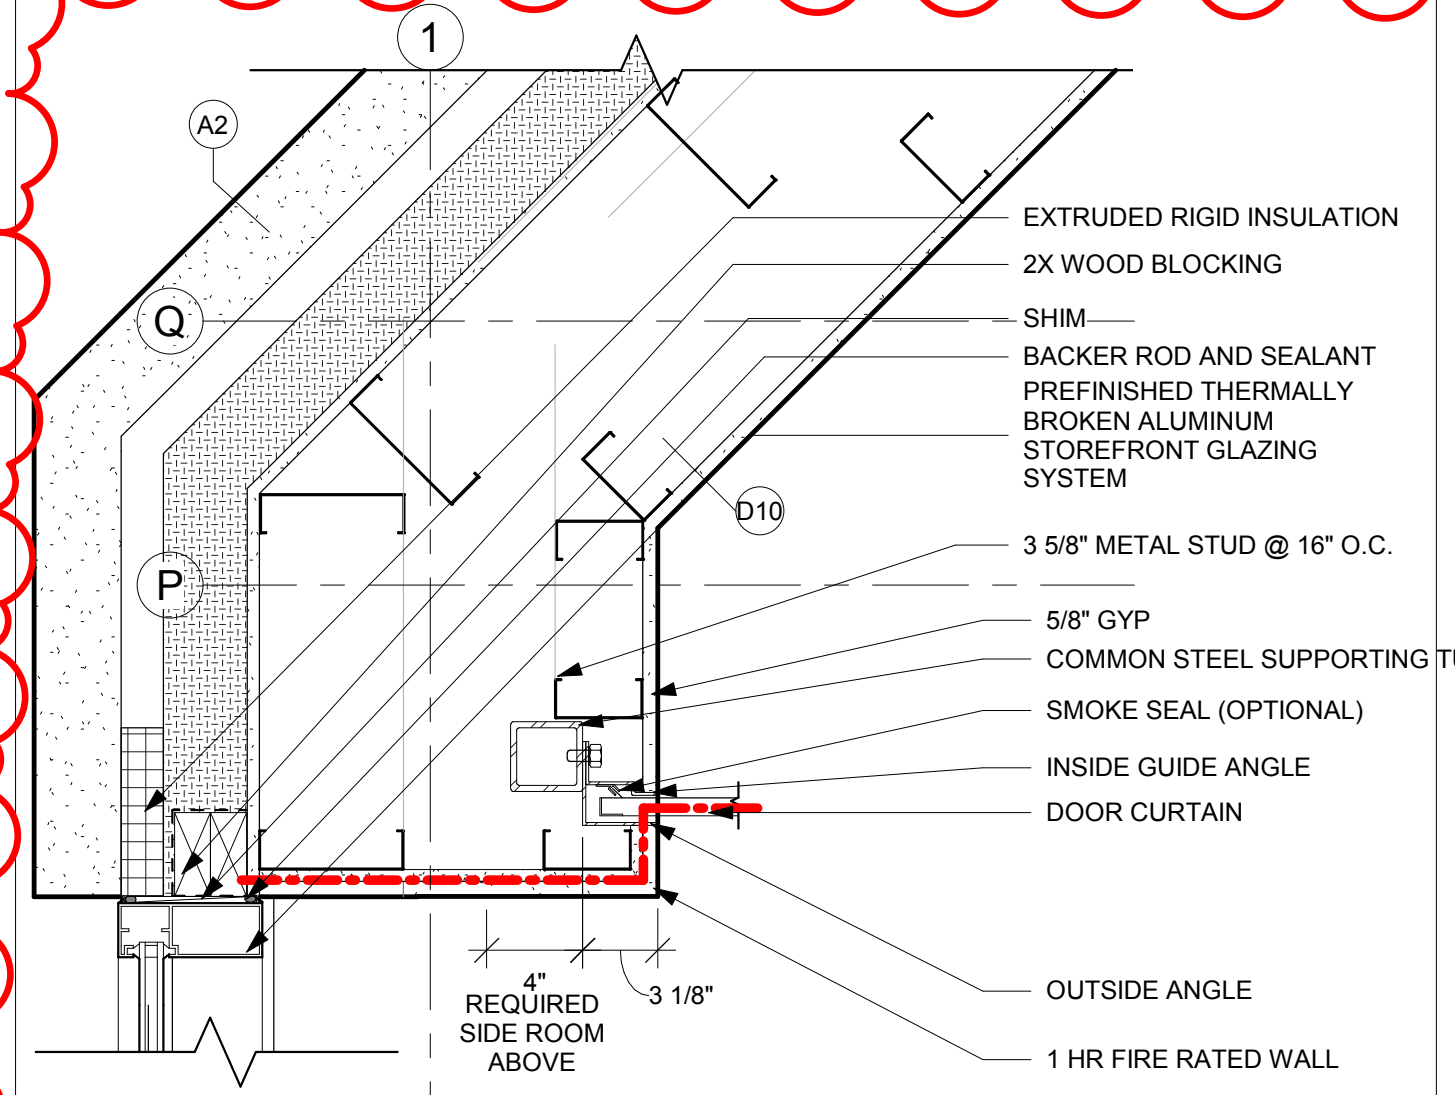 1
A2
Q
P
D10
EXTRUDED RIGID INSULATION
2X WOOD BLOCKING
SHIM
BACKER ROD AND SEALANT
PREFINISHED THERMALLY
BROKEN ALUMINUM
STOREFRONT GLAZING
SYSTEM
3 5/8" METAL STUD @ 16" O.C.
5/8" GYP
COMMON STEEL SUPPORTING
SMOKE SEAL (OPTIONAL)
INSIDE GUIDE ANGLE
DOOR CURTAIN
OUTSIDE ANGLE
1 HR FIRE RATED WALL
4"
REQUIRED
SIDE ROOM
ABOVE
3 1/8"